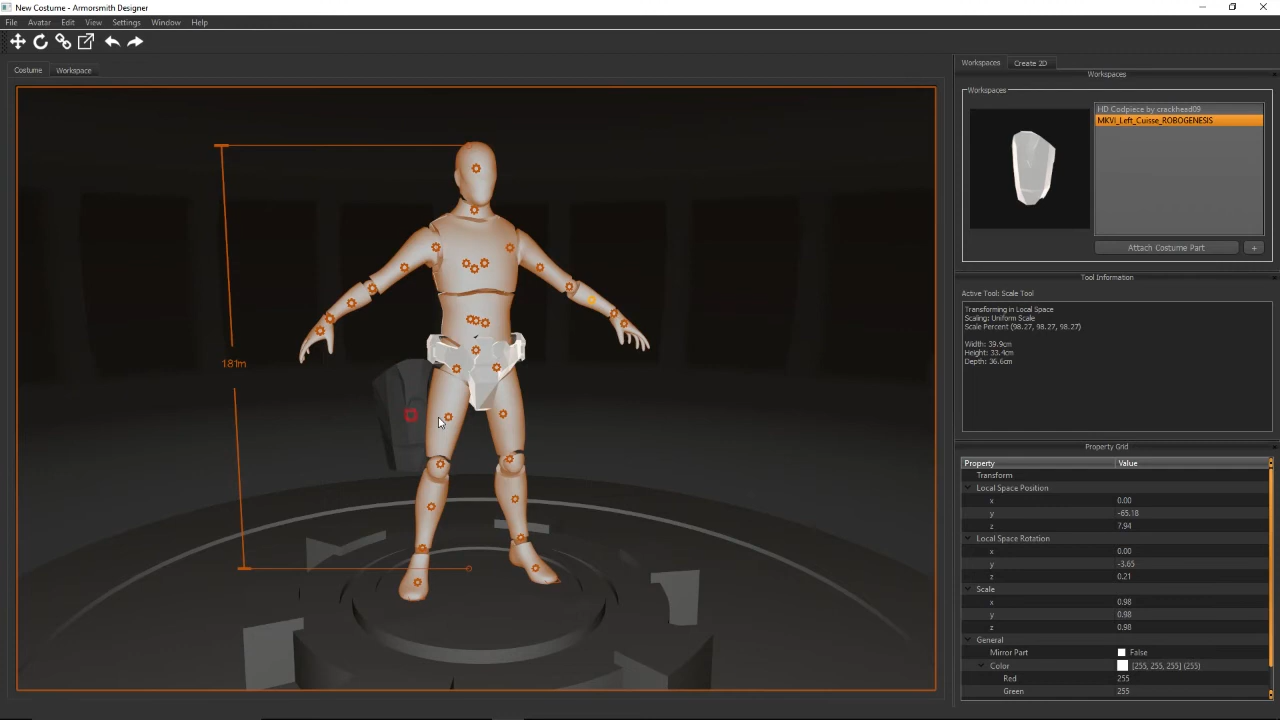 New Costume - Armorsmith Designer
File Avatar Edit View Settings Window Help
Costume Workspace
181m
Workspaces Create 2D
Workspaces
Workspaces
HD Codpiece by crackhead09
MKVI_Left_Cuisse_ROBOGENESIS
Attach Costume Part +
Tool Information
Active Tool: Scale Tool
Transforming in Local Space
Scaling: Uniform Scale
Scale Percent (98.27, 98.27, 98.27)
Width: 39.9cm
Height: 33.4cm
Depth: 36.6cm
Property Grid
Property Value
Transform
Local Space Position
x 0.00
y -65.18
z 7.94
Local Space Rotation
x 0.00
y -3.65
z 0.21
Scale
x 0.98
y 0.98
z 0.98
General
Mirror Part False
Color [255, 255, 255] (255)
Red 255
Green 255